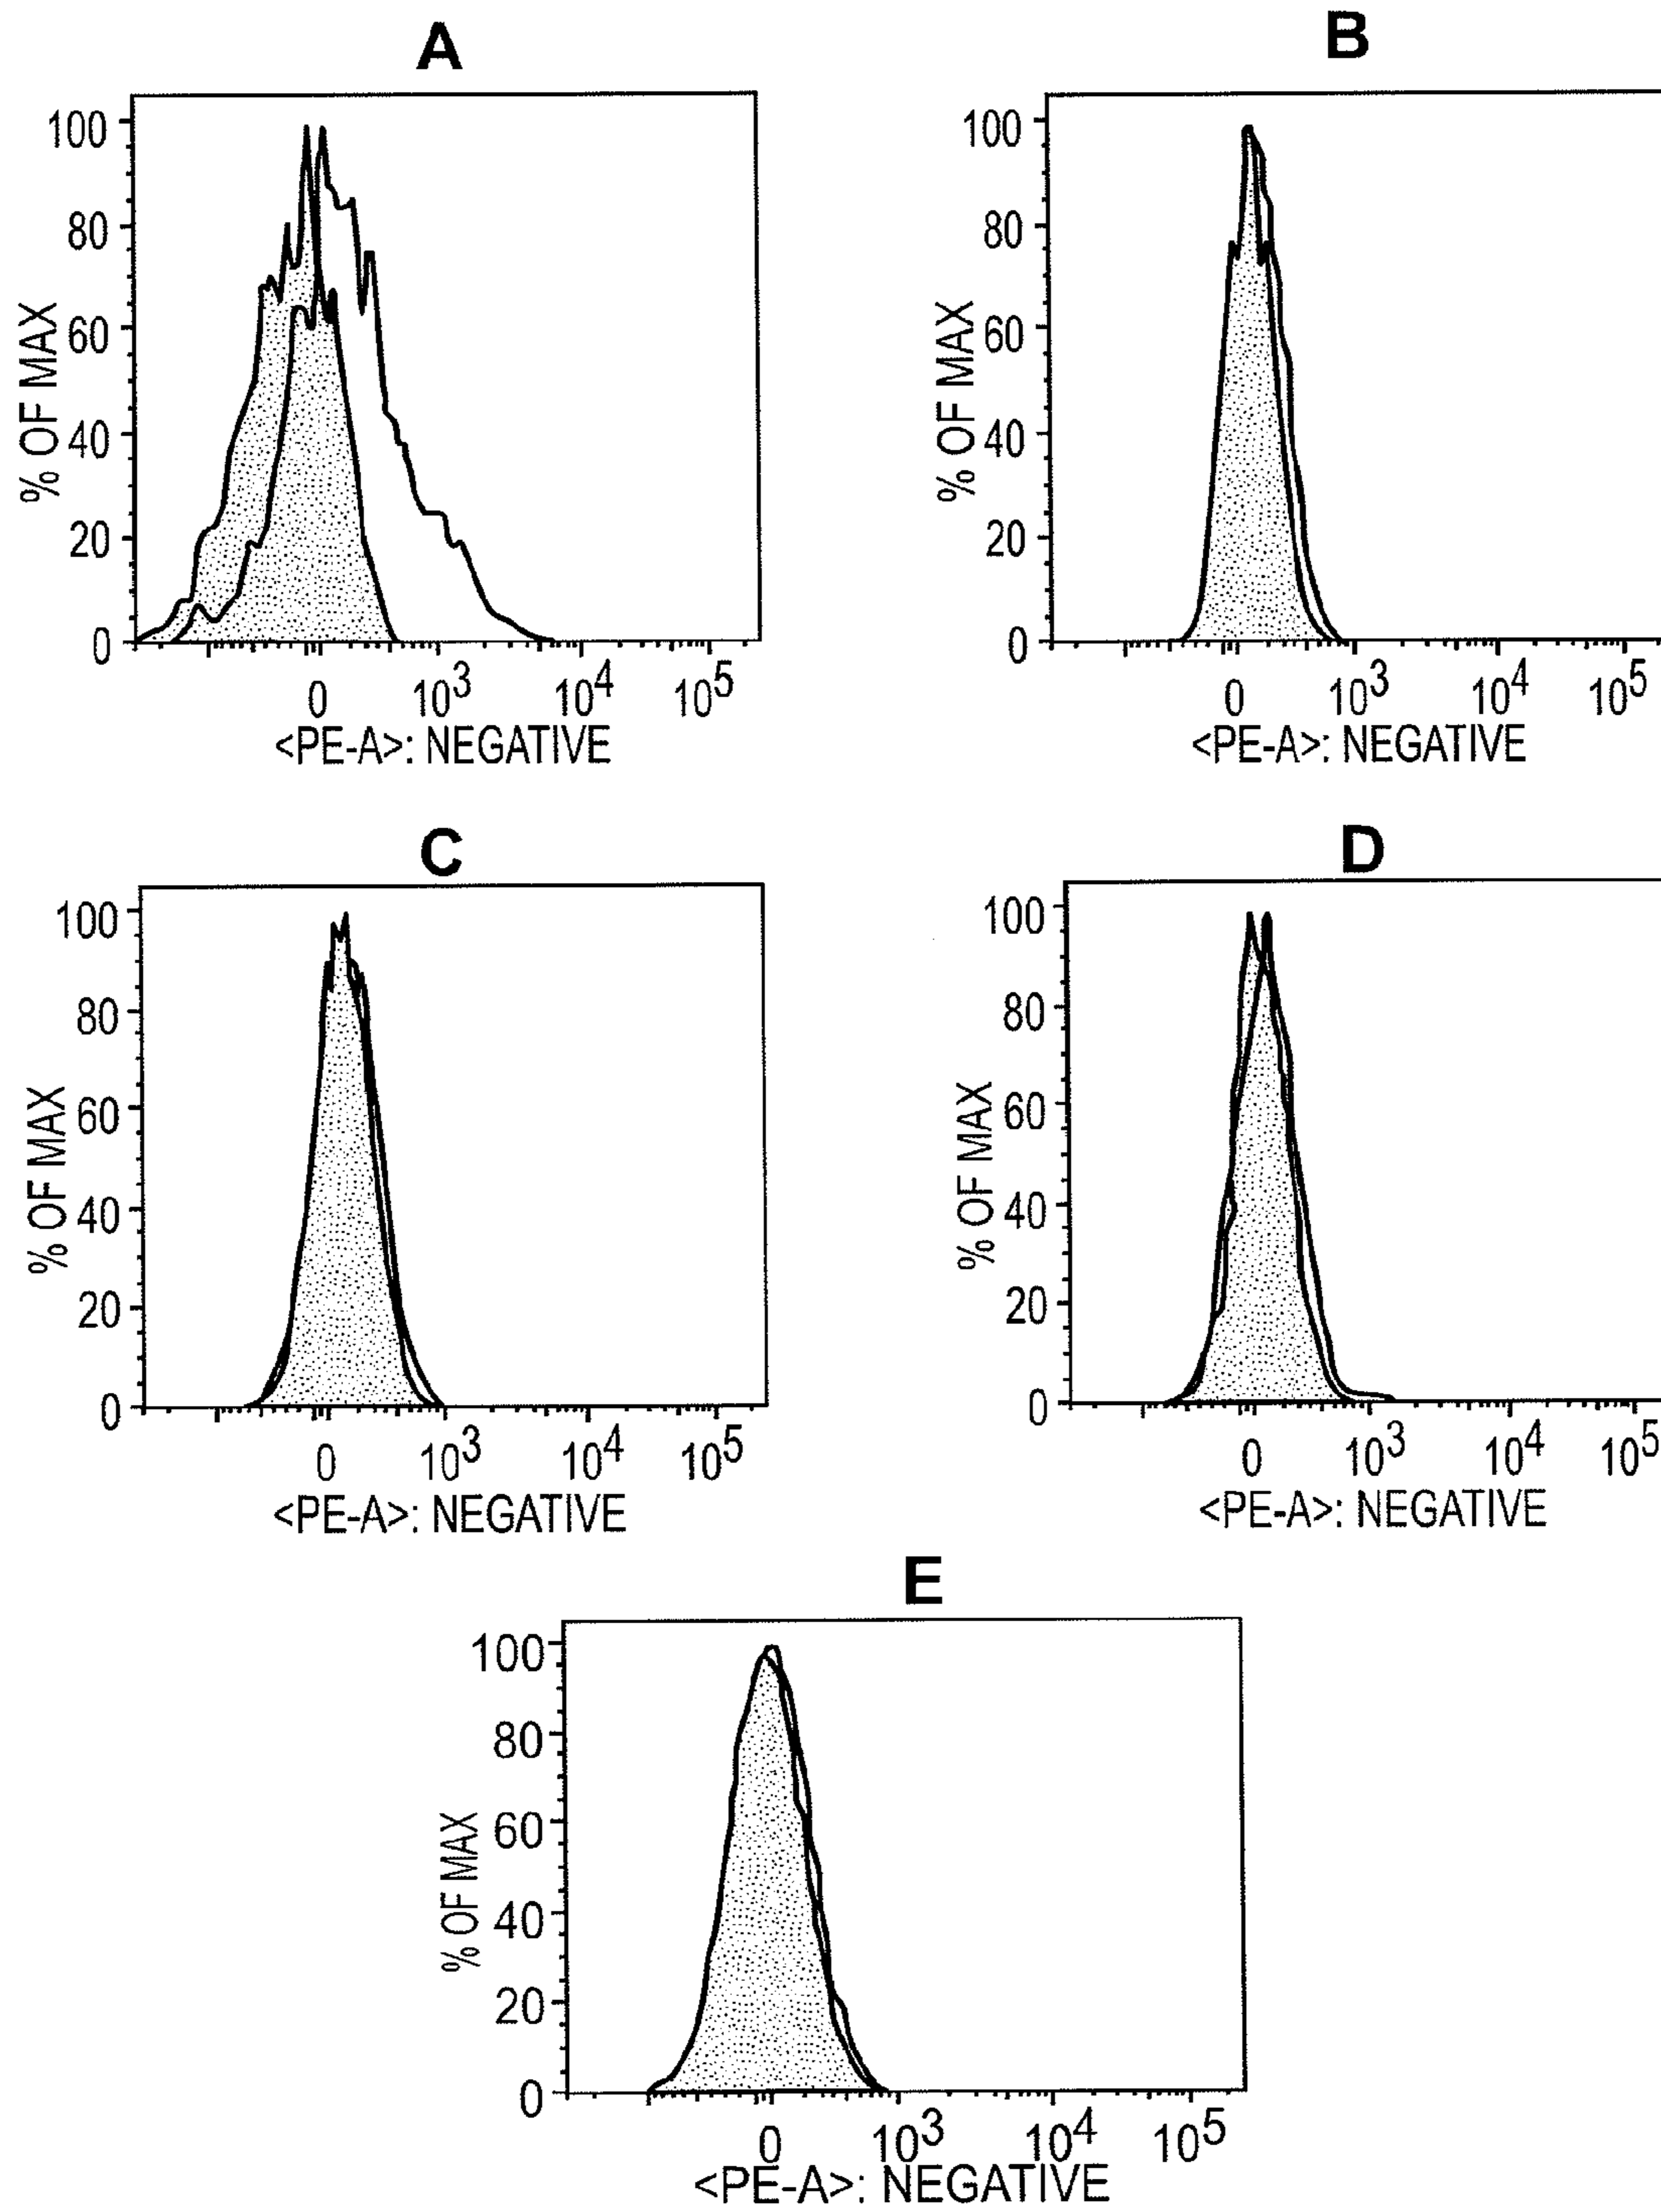 A
% OF MAX
100
80
60
40
20
0
0 10³ 10⁴ 10⁵
<PE-A>: NEGATIVE
B
% OF MAX
100
80
60
40
20
0
0 10³ 10⁴ 10⁵
<PE-A>: NEGATIVE
C
% OF MAX
100
80
60
40
20
0
0 10³ 10⁴ 10⁵
<PE-A>: NEGATIVE
D
% OF MAX
100
80
60
40
20
0
0 10³ 10⁴ 10⁵
<PE-A>: NEGATIVE
E
% OF MAX
100
80
60
40
20
0
0 10³ 10⁴ 10⁵
<PE-A>: NEGATIVE